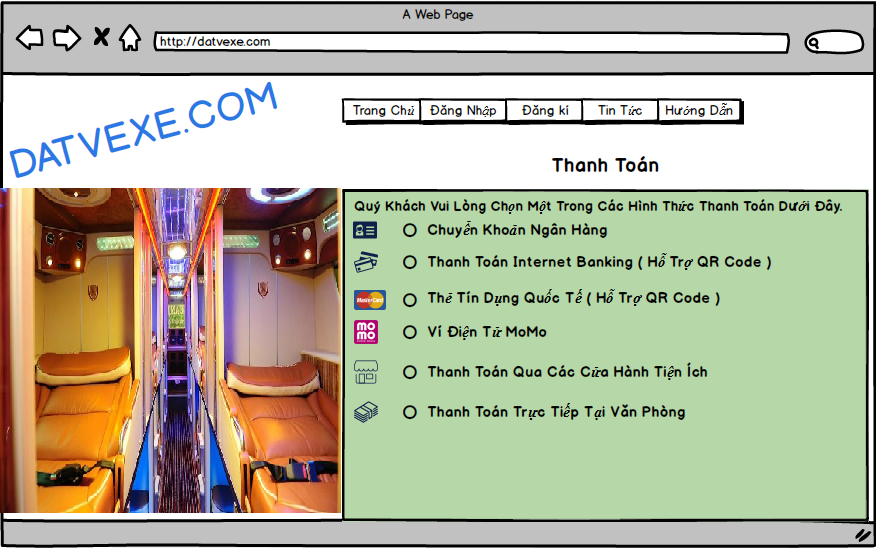 A Web Page
http://datvexe.com
DATVEXE.COM
Trang Chủ
Đăng Nhập
Đăng kí
Tin Tức
Hướng Dẫn
Thanh Toán
Quý Khách Vui Lòng Chọn Một Trong Các Hình Thức Thanh Toán Dưới Đây.
Chuyển Khoản Ngân Hàng
Thanh Toán Internet Banking ( Hỗ Trợ QR Code )
MasterCard
Thẻ Tín Dụng Quốc Tế ( Hỗ Trợ QR Code )
mo
mo
Ví Điện Tử MoMo
Thanh Toán Qua Các Cửa Hành Tiện Ích
Thanh Toán Trực Tiếp Tại Văn Phòng